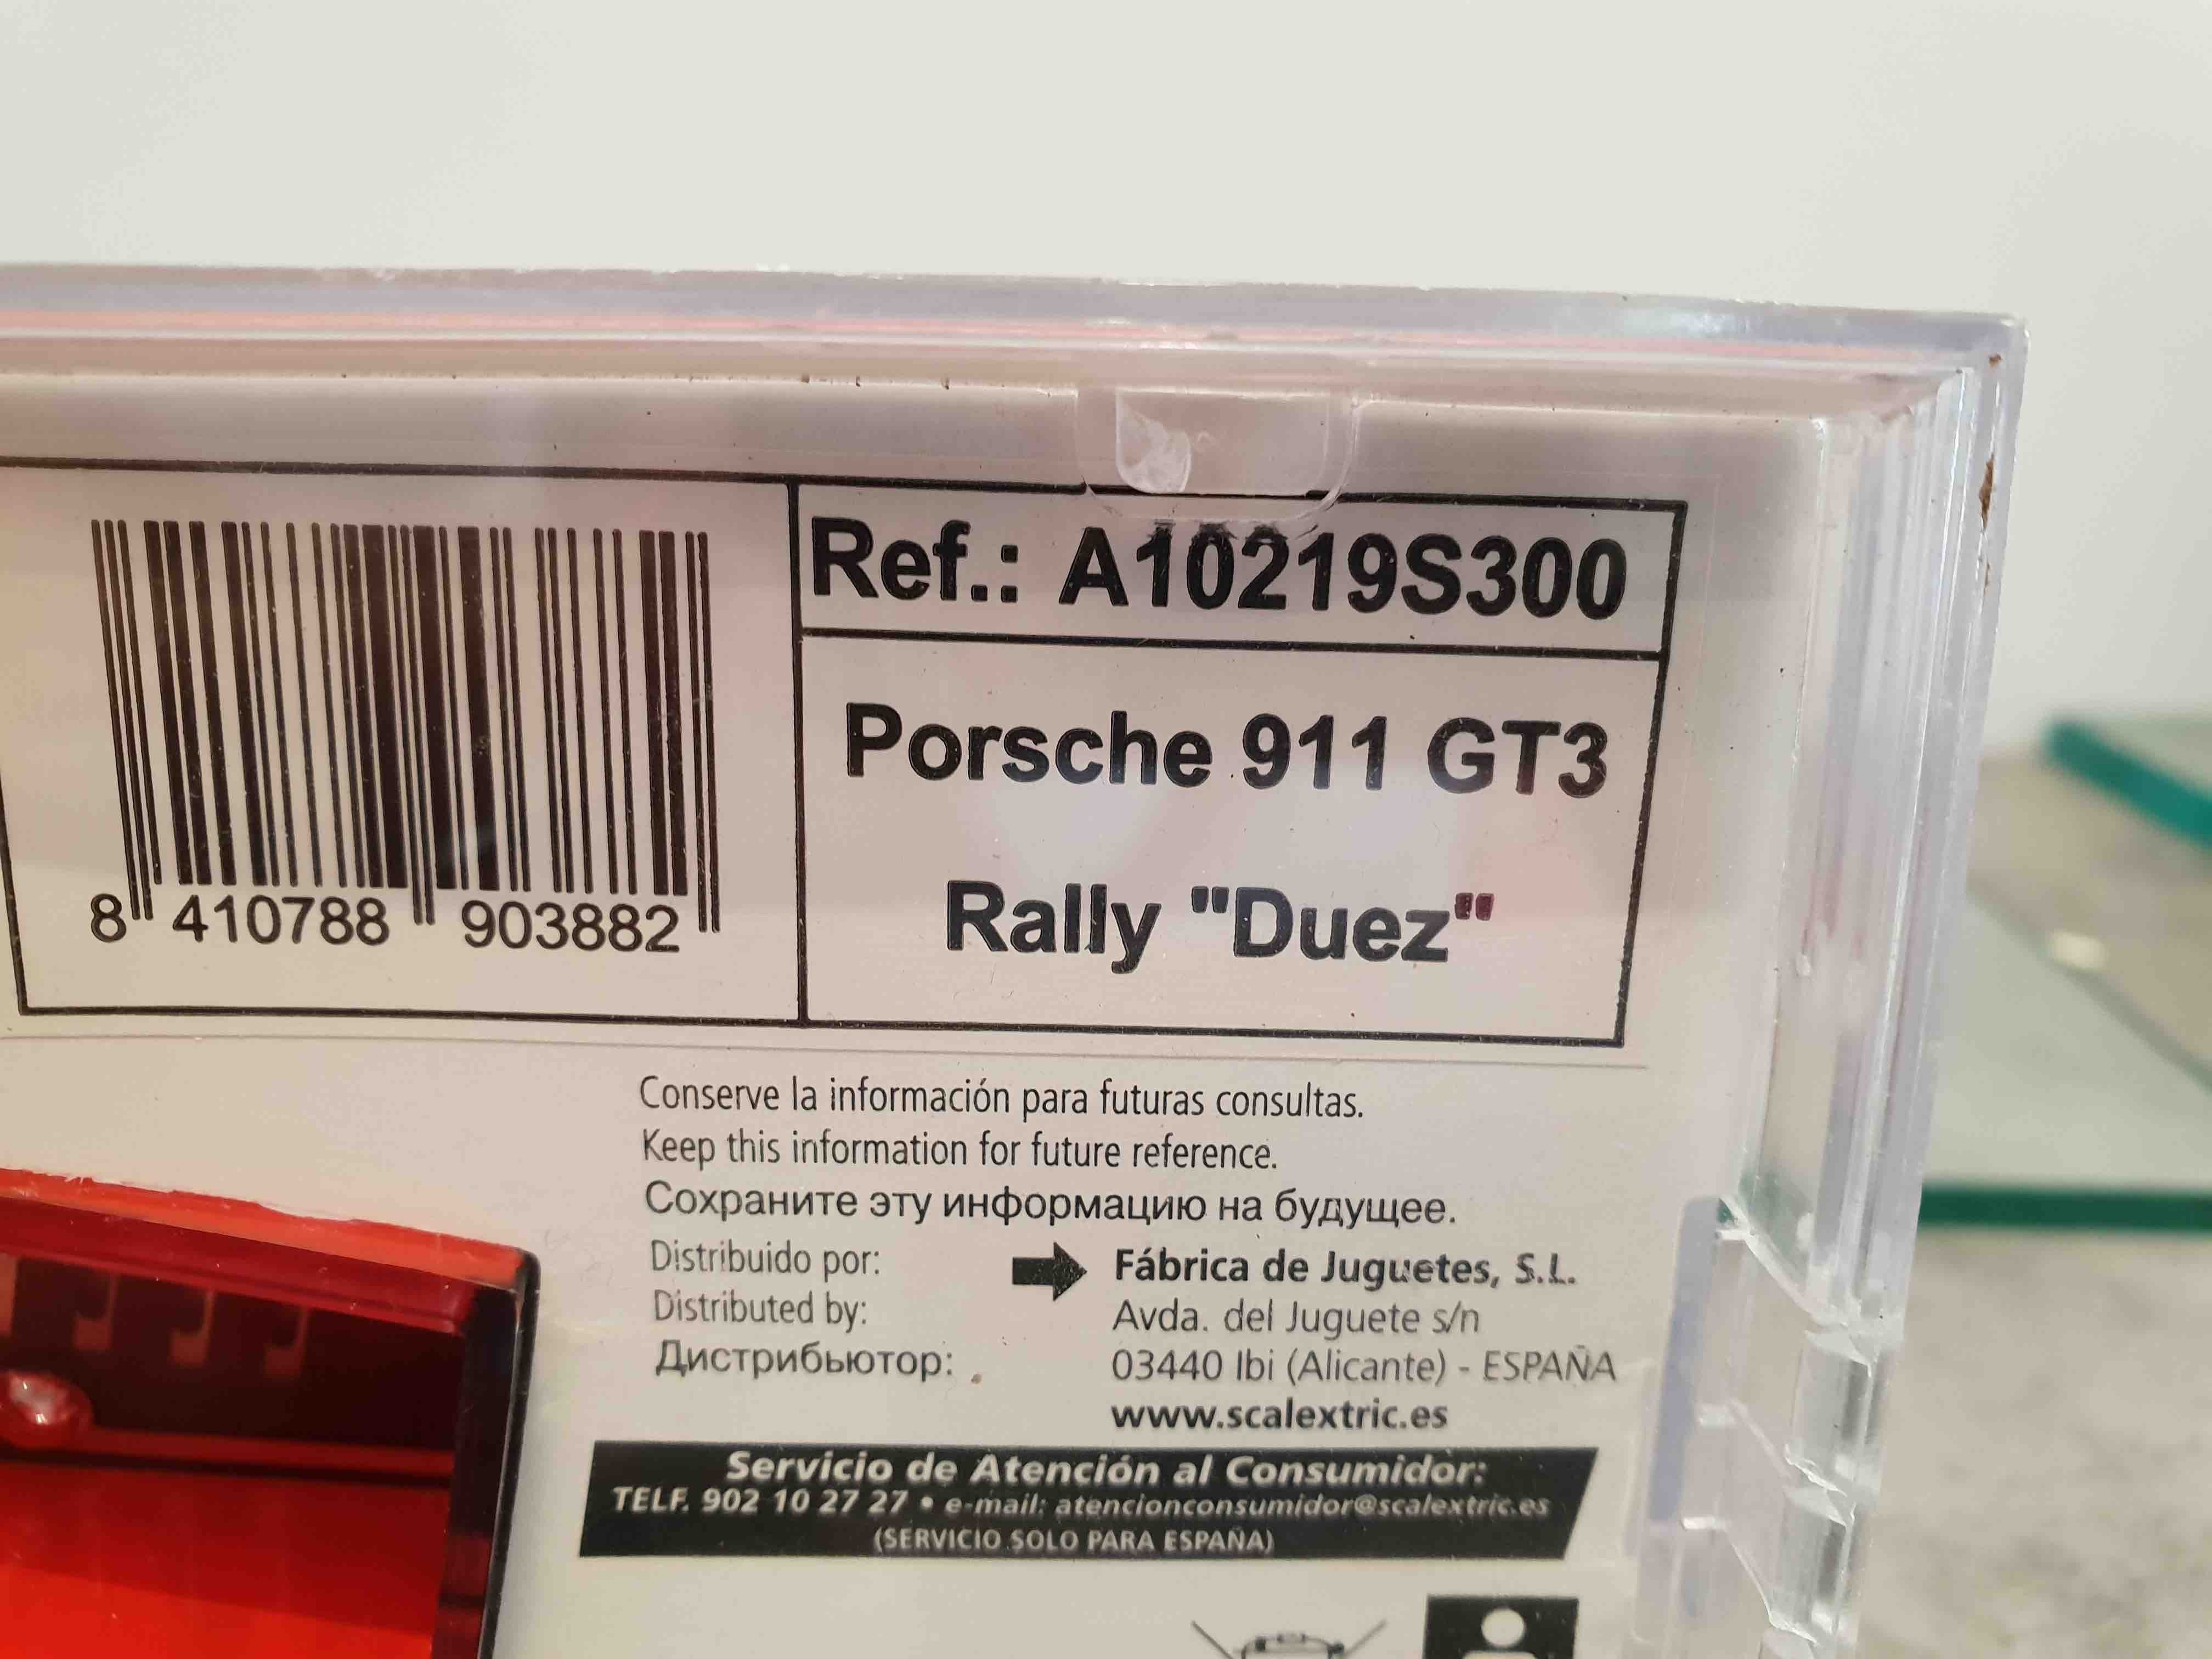 8 410788 903882
Ref.: A10219S300
Porsche 911 GT3
Rally "Duez"
Conserve la información para futuras consultas.
Keep this information for future reference.
Сохраните эту информацию на будущее.
Distribuido por:
Distributed by:
Дистрибьютор:
Fábrica de Juguetes, S.L.
Avda. del Juguete s/n
03440 Ibi (Alicante) - ESPAÑA
www.scalextric.es
Servicio de Atención al Consumidor:
TELF. 902 10 27 27 • e-mail: atencionconsumidor@scalextric.es
(SERVICIO SOLO PARA ESPAÑA)